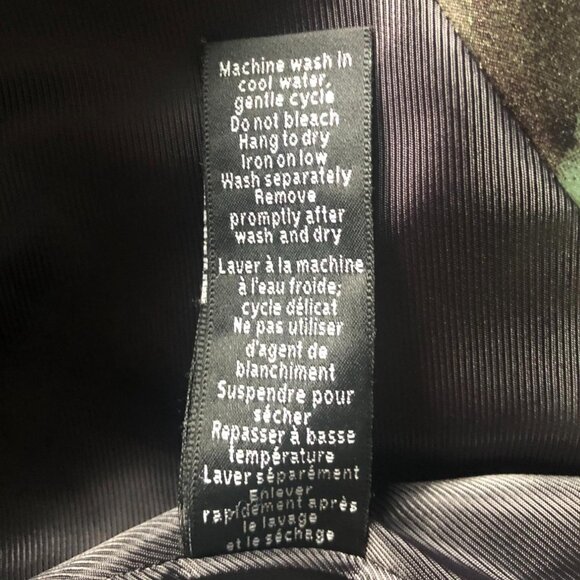 Machine wash in
cool water,
gentle cycle
Do not bleach
Hang to dry
Iron on low
Wash separately
Remove
promptly after
wash and dry
Laver à la machine
à l'eau froide;
cycle délicat
Ne pas utiliser
d'agent de
blanchiment
Suspendre pour
sécher
Repasser à basse
température
Laver séparément
Enlever
rapidement après
le lavage
et le séchage